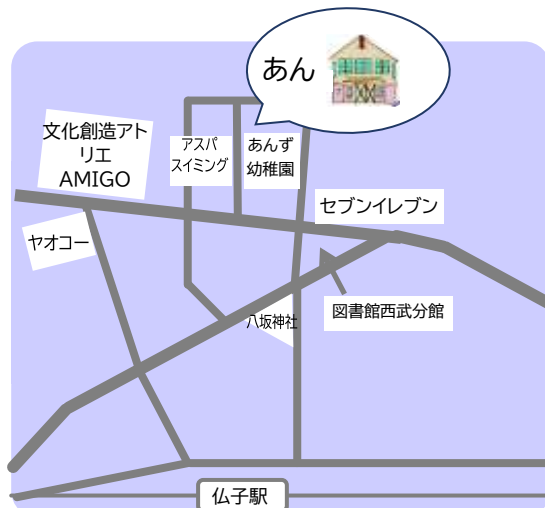 あん
文化創造アト
リエ
AMIGO
アスパ
スイミング
あんず
幼稚園
セブンイレブン
ヤオコー
図書館西武分館
八坂神社
仏子駅